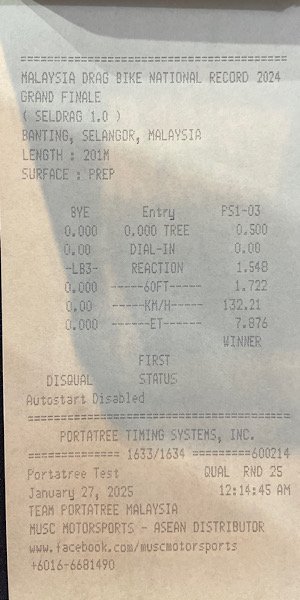 ==========================================
MALAYSIA DRAG BIKE NATIONAL RECORD 2024
GRAND FINALE
( SELDRAG 1.0 )
BANTING, SELANGOR, MALAYSIA
LENGTH : 201M
SURFACE : PREP
BYE Entry PS1-03
0.000 0.000 TREE 0.500
0.00 DIAL-IN 0.00
-LB3- REACTION 1.548
0.000 ------60FT----- 1.722
0.00 ------KM/H----- 132.21
0.000 -------ET------ 7.876
WINNER
FIRST
DISQUAL STATUS
Autostart Disabled
==========================================
PORTATREE TIMING SYSTEMS, INC.
============== 1633/1634 =========600214
Portatree Test QUAL RND 25
January 27, 2025 12:14:45 AM
TEAM PORTATREE MALAYSIA
MUSC MOTORSPORTS - ASEAN DISTRIBUTOR
www.facebook.com/muscmotorsports
+6016-6681490